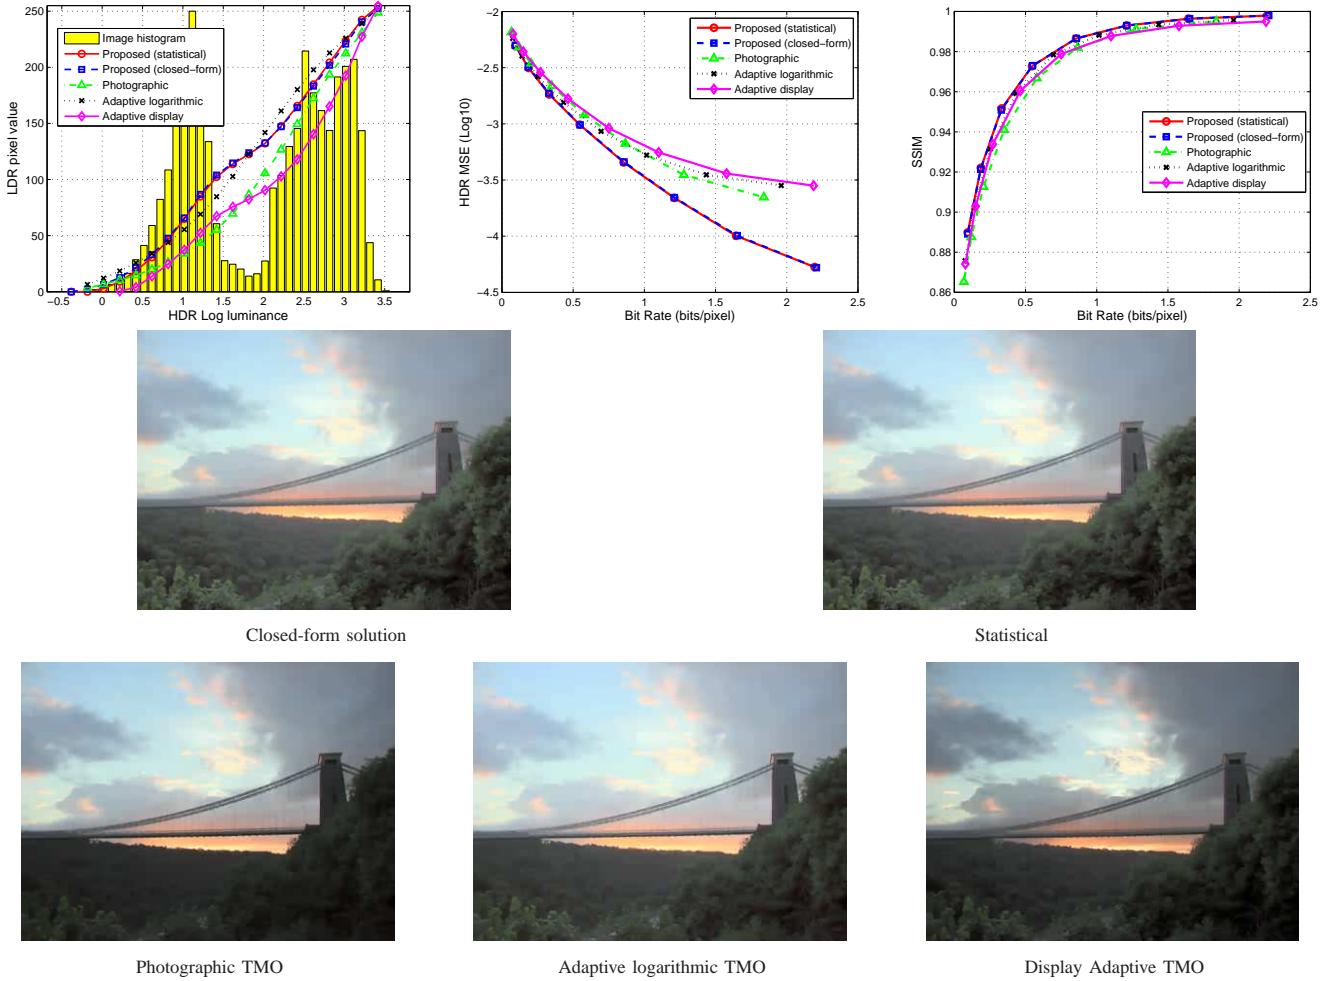 250
200
150
100
50
0
−0.5
0
0.5
1
1.5
2
2.5
3
3.5
LDR pixel value
HDR Log luminance
Image histogram
Proposed (statistical)
Proposed (closed−form)
Photographic
Adaptive logarithmic
Adaptive display
−2
−2.5
−3
−3.5
−4
−4.5
0
0.5
1
1.5
2
2.5
HDR MSE (Log10)
Bit Rate (bits/pixel)
Proposed (statistical)
Proposed (closed−form)
Photographic
Adaptive logarithmic
Adaptive display
1
0.98
0.96
0.94
0.92
0.9
0.88
0.86
0
0.5
1
1.5
2
2.5
SSIM
Bit Rate (bits/pixel)
Proposed (statistical)
Proposed (closed−form)
Photographic
Adaptive logarithmic
Adaptive display
Closed-form solution
Statistical
Photographic TMO
Adaptive logarithmic TMO
Display Adaptive TMO